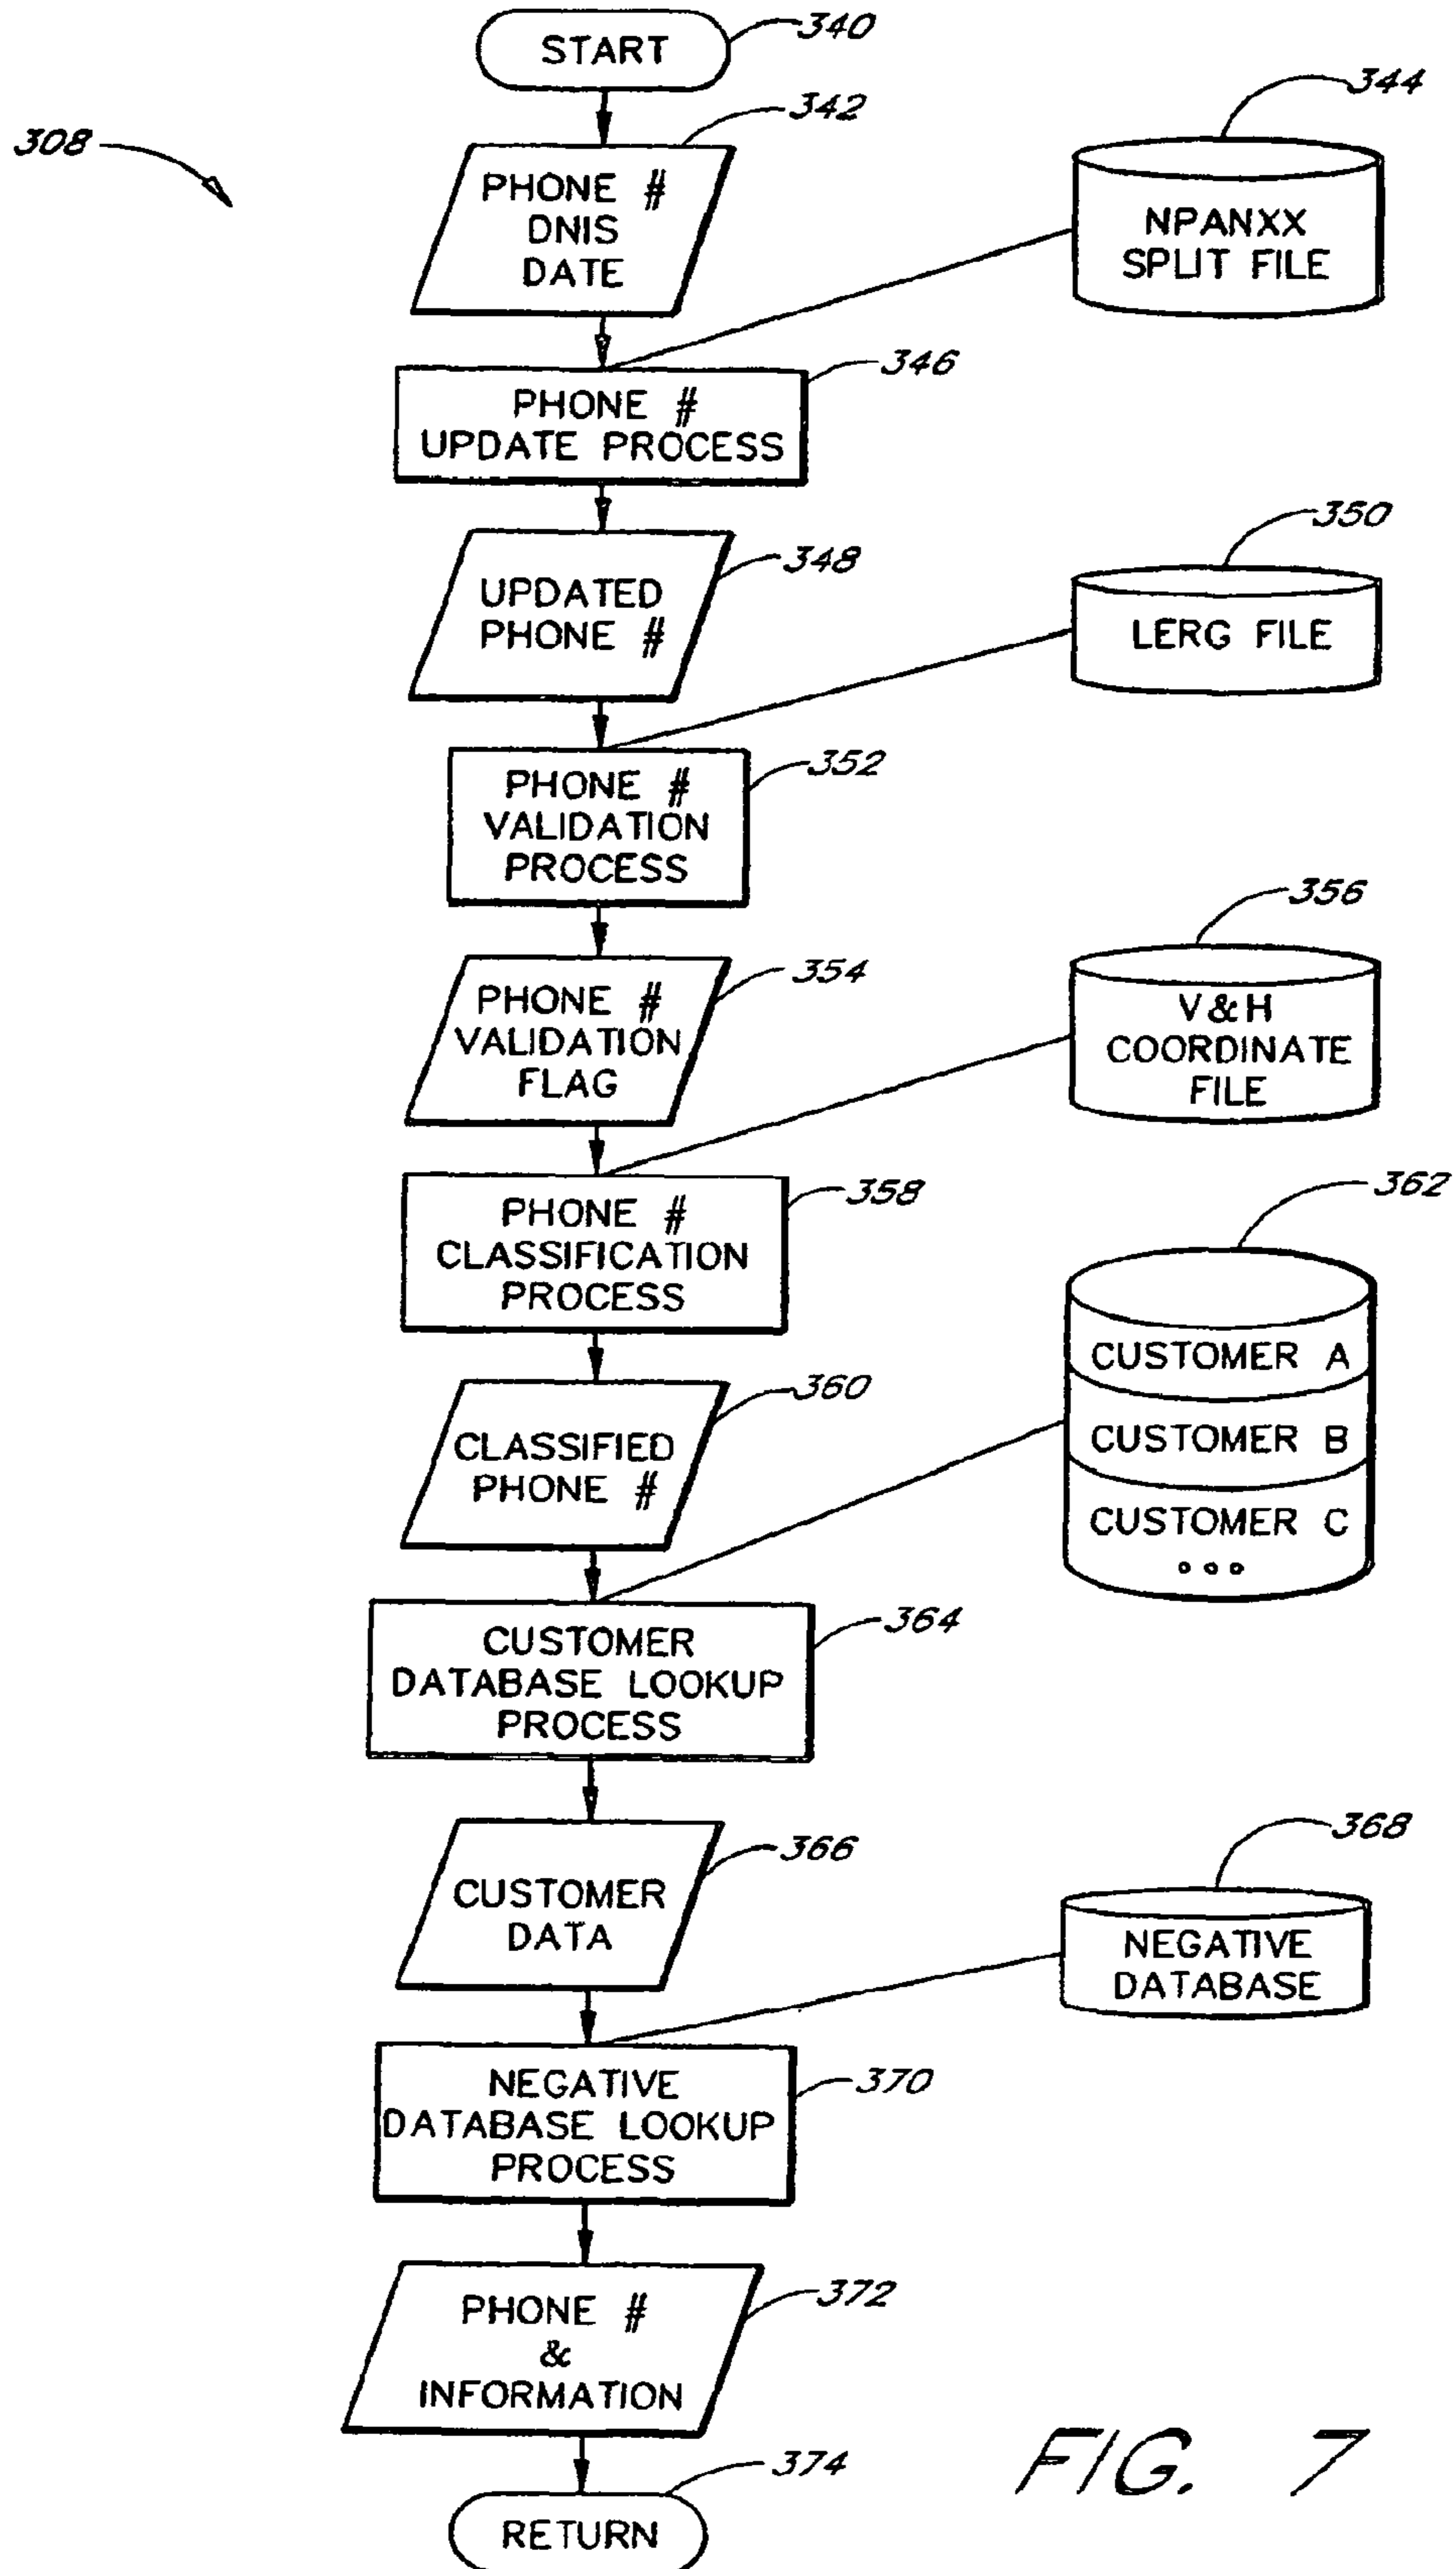 START
340
308
342
PHONE #
DNIS
DATE
344
NPANXX
SPLIT FILE
346
PHONE #
UPDATE PROCESS
348
UPDATED
PHONE #
350
LERG FILE
352
PHONE #
VALIDATION
PROCESS
354
PHONE #
VALIDATION
FLAG
356
V&H
COORDINATE
FILE
358
PHONE #
CLASSIFICATION
PROCESS
360
CLASSIFIED
PHONE #
362
CUSTOMER A
CUSTOMER B
CUSTOMER C
364
CUSTOMER
DATABASE LOOKUP
PROCESS
366
CUSTOMER
DATA
368
NEGATIVE
DATABASE
370
NEGATIVE
DATABASE LOOKUP
PROCESS
372
PHONE #
&
INFORMATION
374
RETURN
FIG. 7